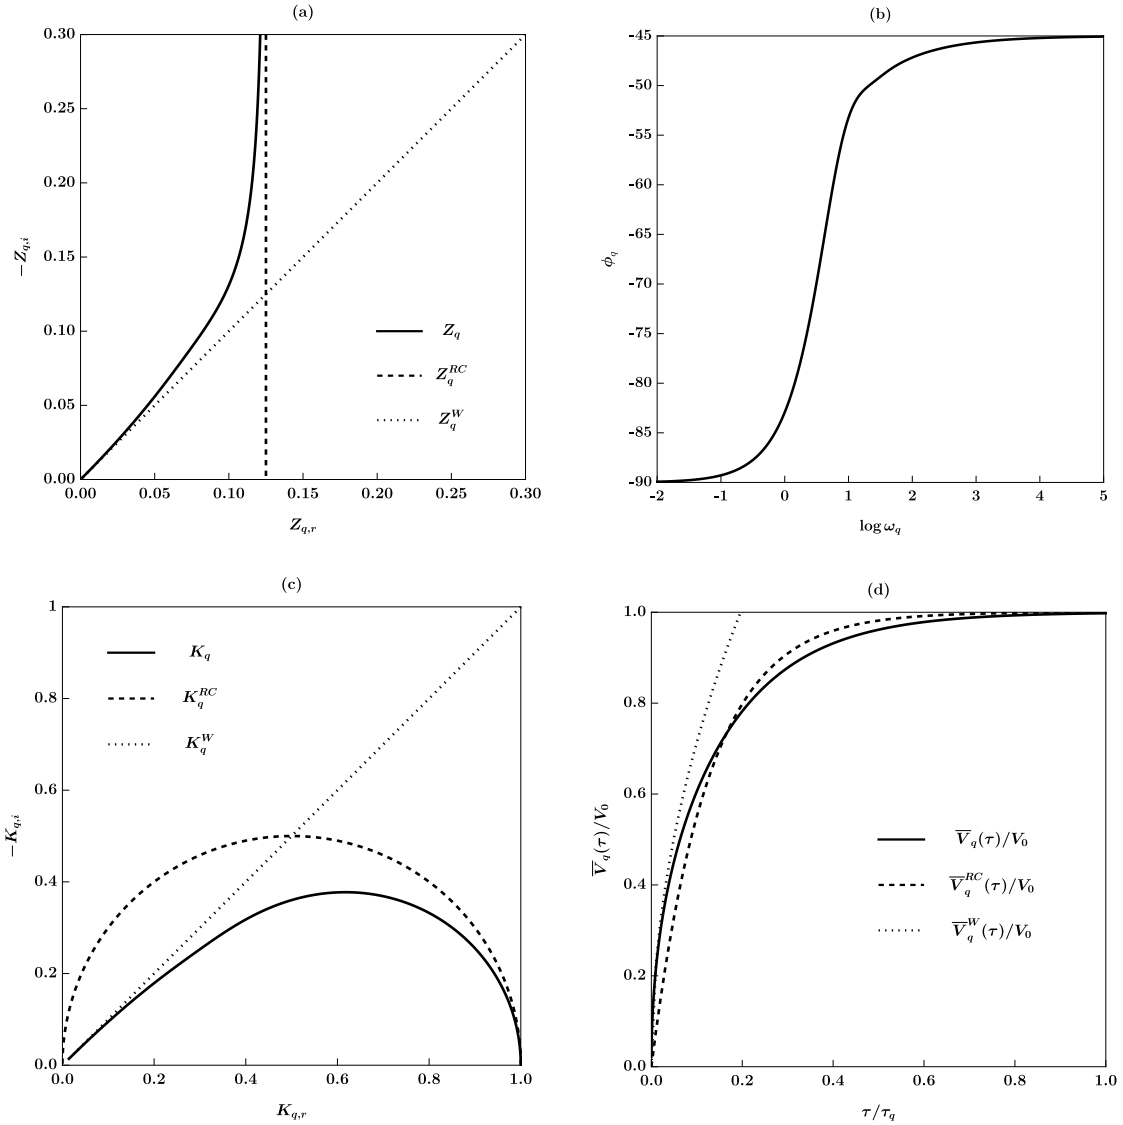 (a)
0.30
0.25
0.20
0.15
0.10
0.05
0.00
−Z_{q,i}
Z_q
Z_q^{RC}
Z_q^W
0.00 0.05 0.10 0.15 0.20 0.25 0.30
Z_{q,r}
(b)
-45
-50
-55
-60
-65
-70
-75
-80
-85
-90
ϕ_q
-2 -1 0 1 2 3 4 5
log ω_q
(c)
1
0.8
0.6
0.4
0.2
0.0
−K_{q,i}
K_q
K_q^{RC}
K_q^W
0.0 0.2 0.4 0.6 0.8 1.0
K_{q,r}
(d)
1.0
0.8
0.6
0.4
0.2
0.0
V̅_q(τ)/V_0
V̅_q(τ)/V_0
V̅_q^{RC}(τ)/V_0
V̅_q^W(τ)/V_0
0.0 0.2 0.4 0.6 0.8 1.0
τ/τ_q